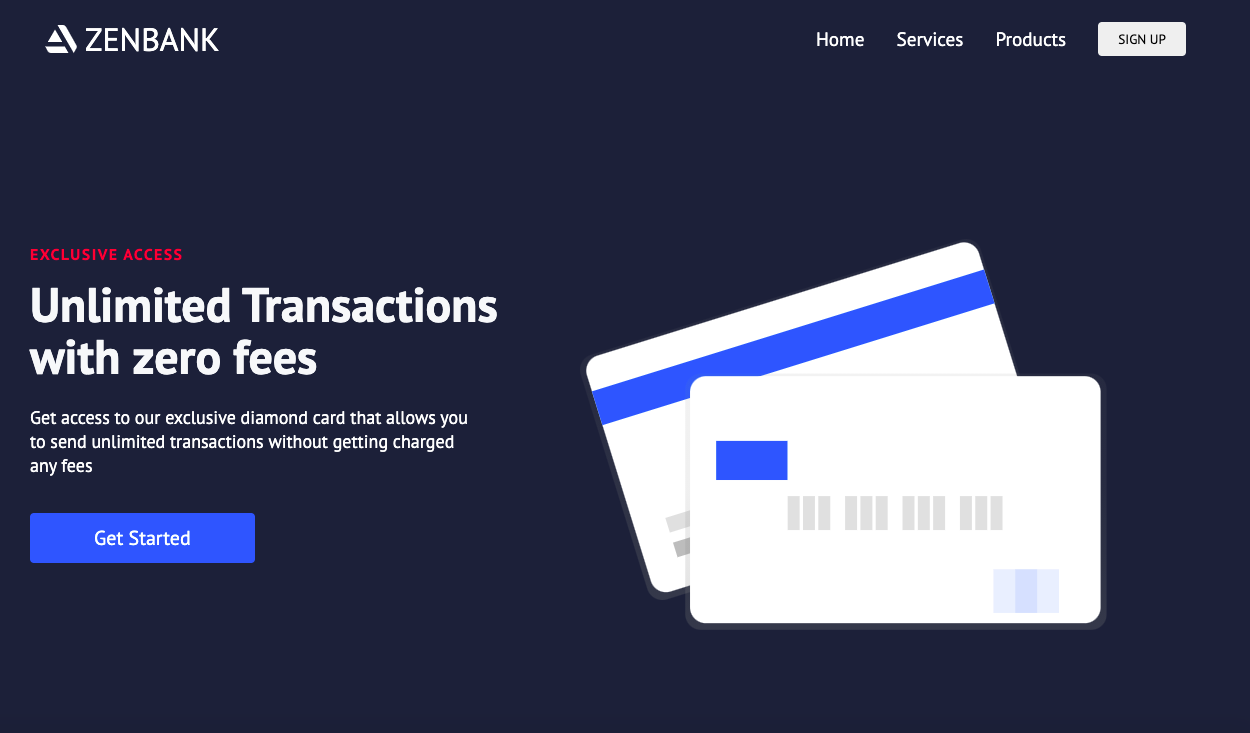 ZENBANK
Home
Services
Products
SIGN UP
EXCLUSIVE ACCESS
Unlimited Transactions
with zero fees
Get access to our exclusive diamond card that allows you
to send unlimited transactions without getting charged
any fees
Get Started